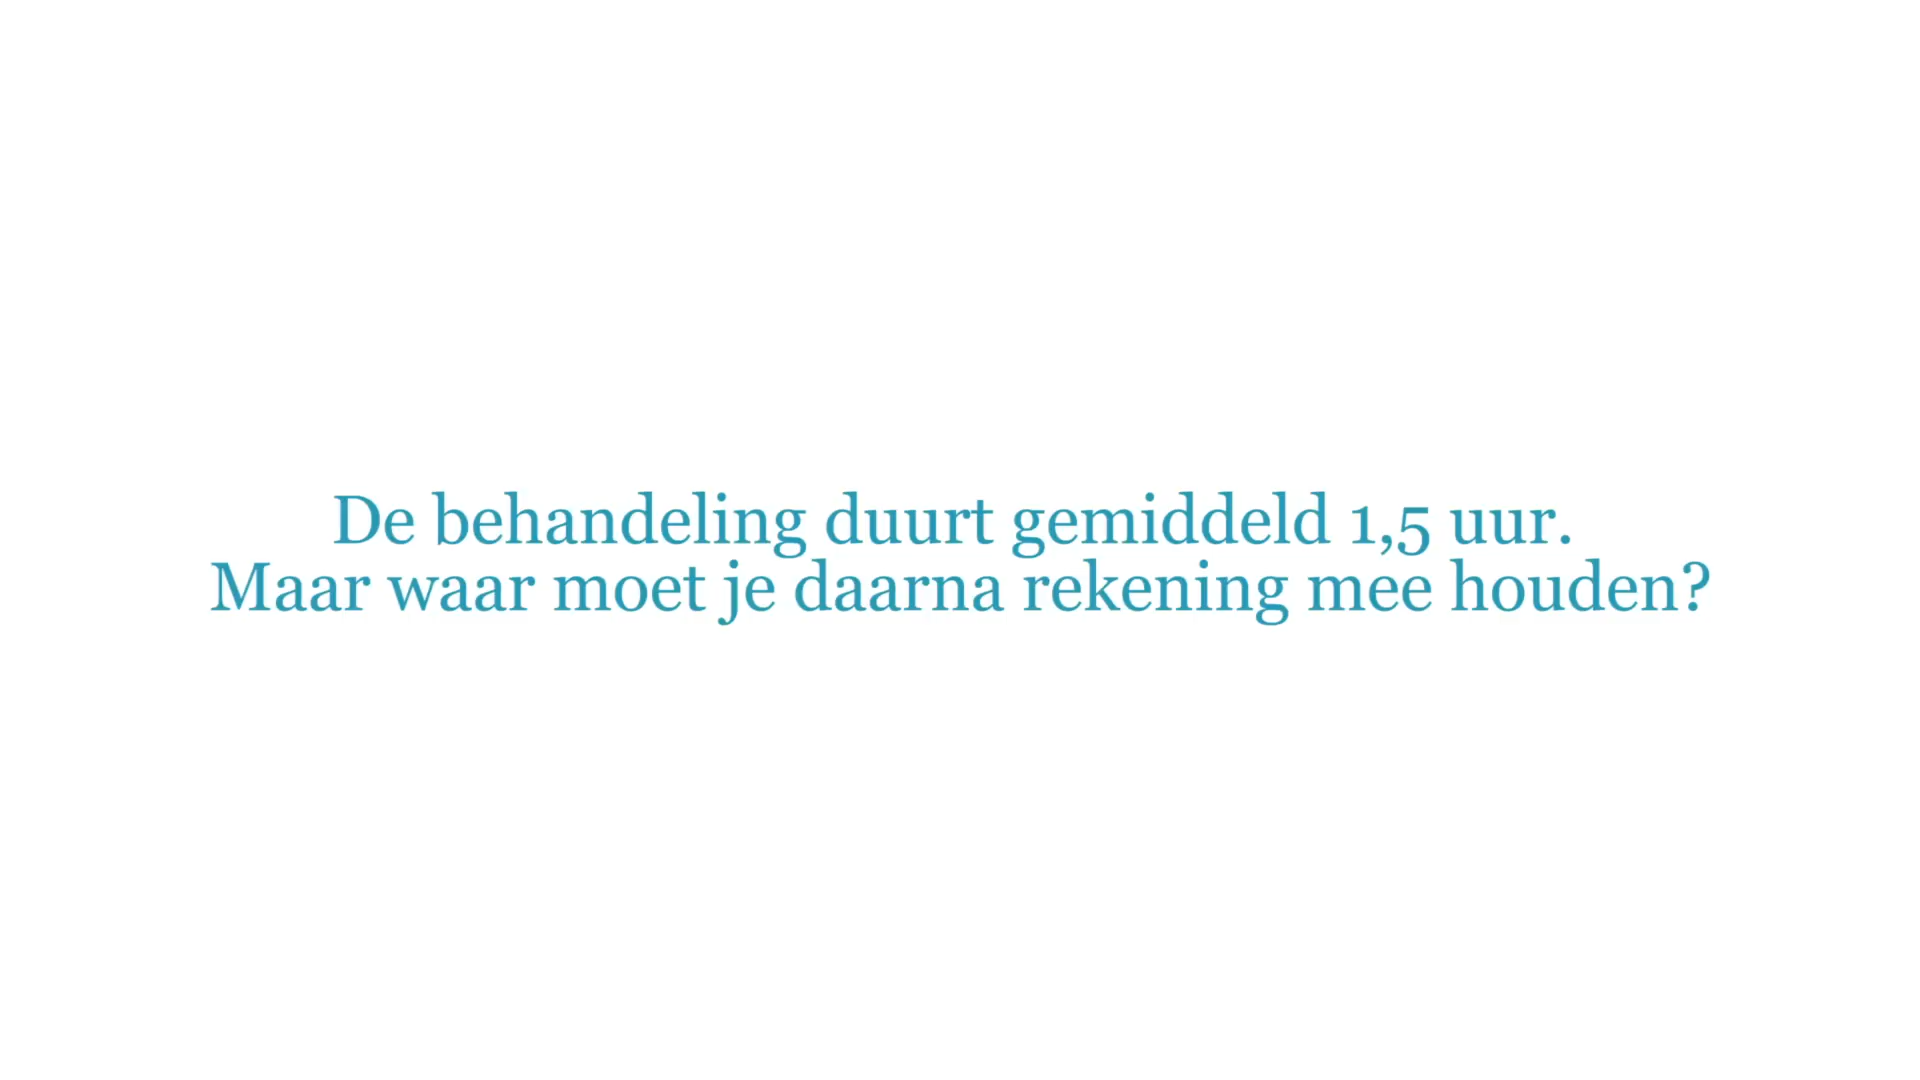 De behandeling duurt gemiddeld 1,5 uur.
Maar waar moet je daarna rekening mee houden?